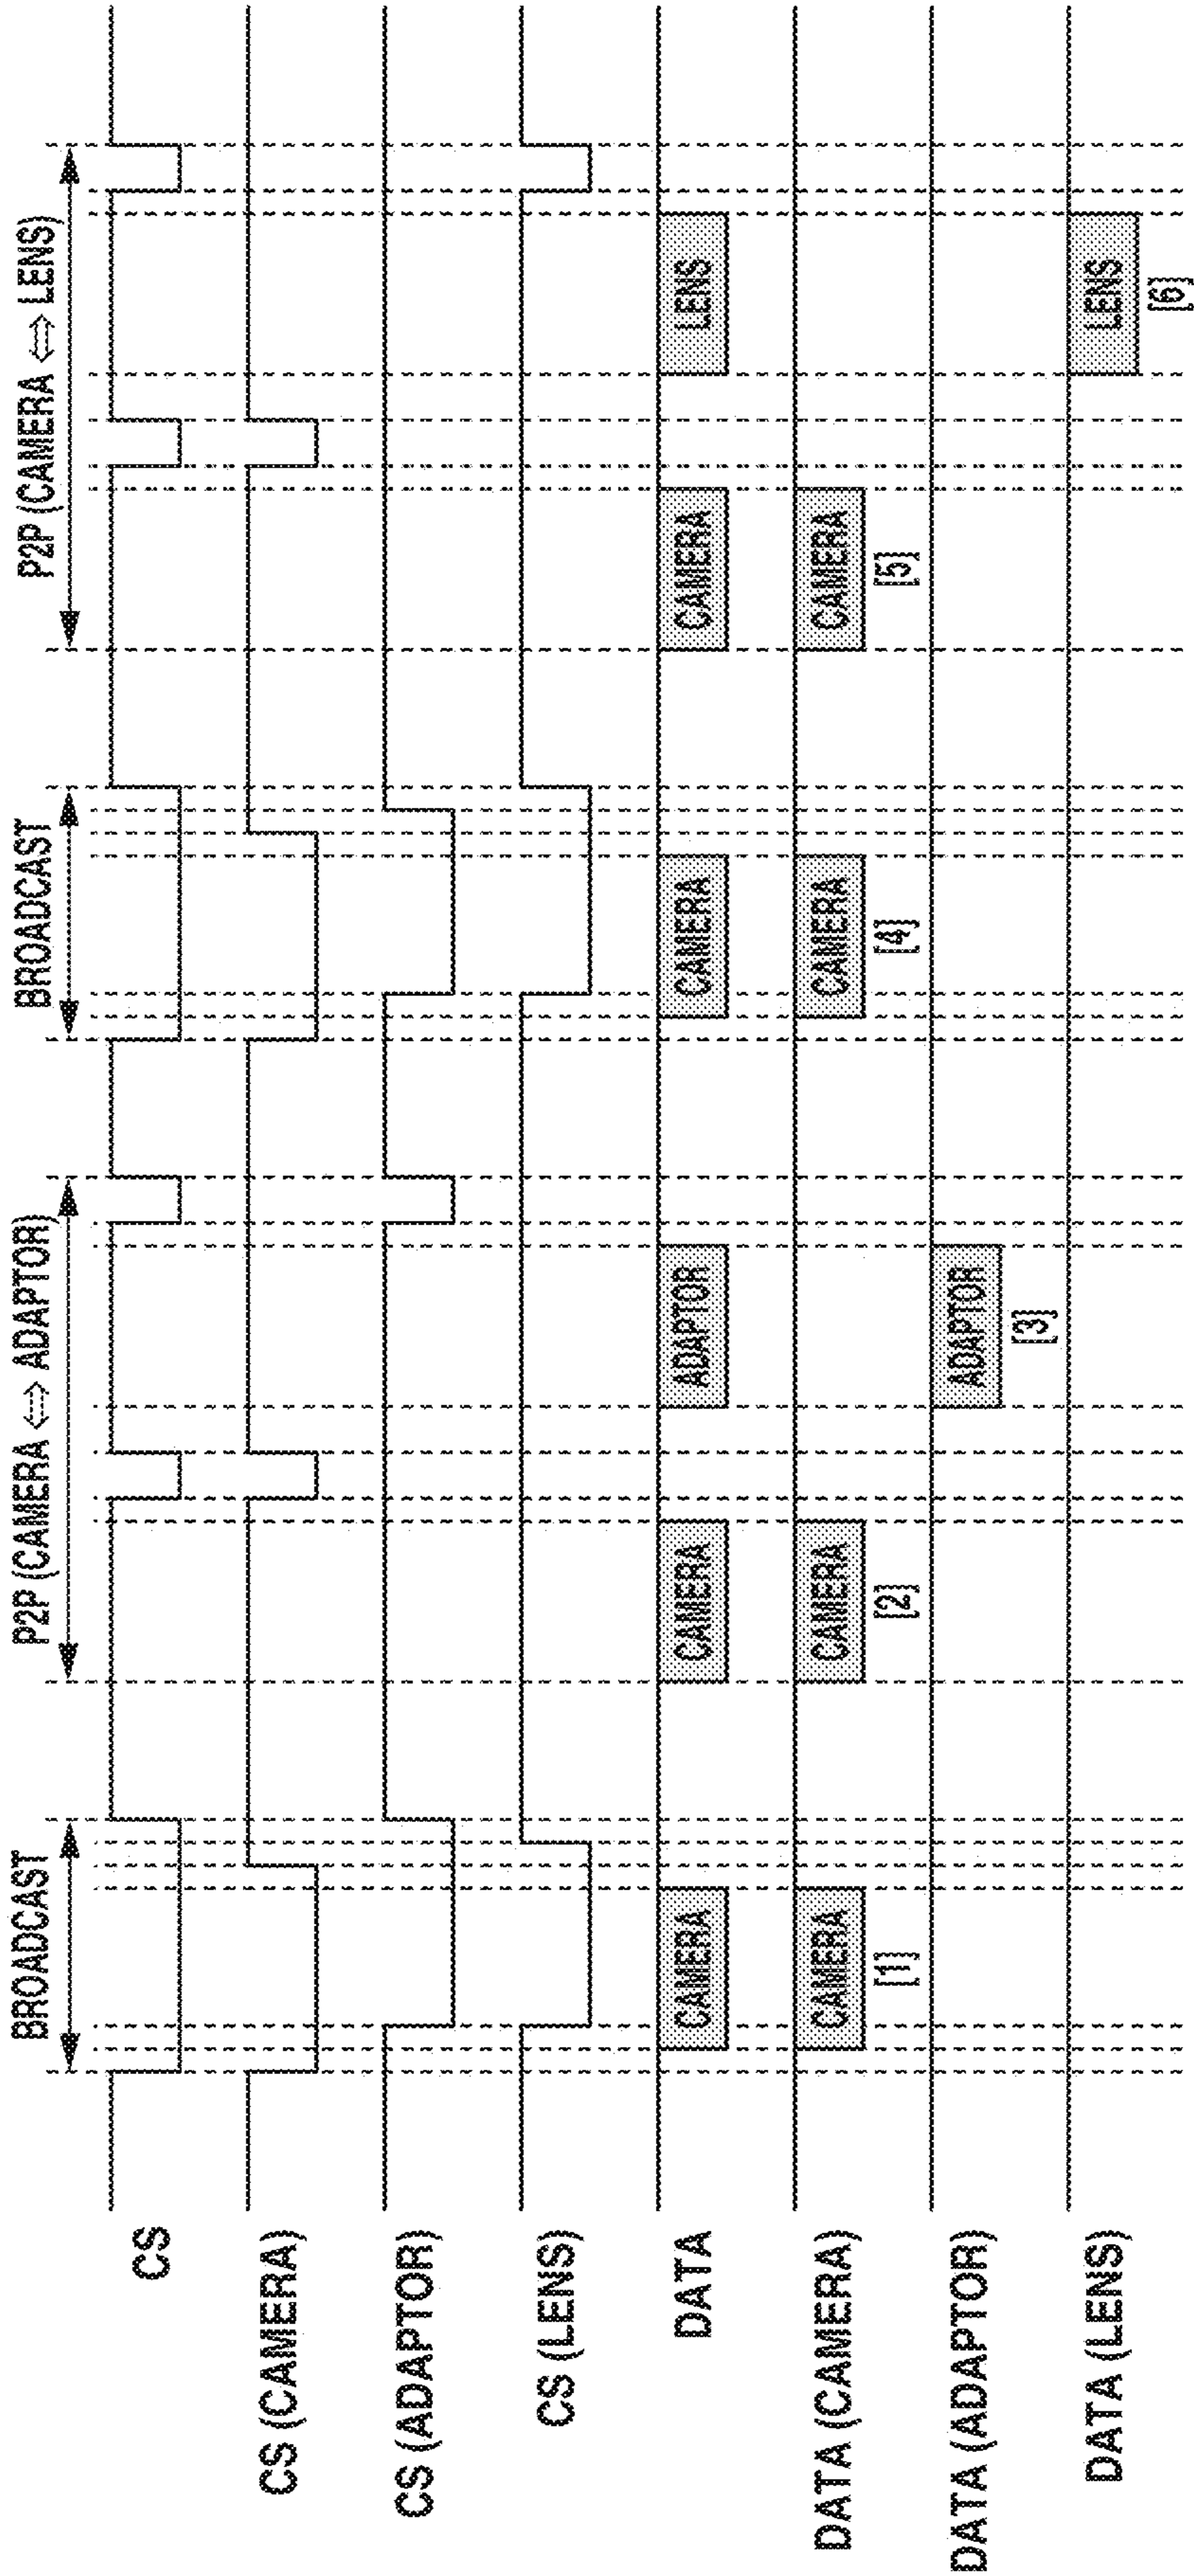 BROADCAST
P2P (CAMERA ⇔ ADAPTOR)
BROADCAST
P2P (CAMERA ⇔ LENS)
CS
CS (CAMERA)
CS (ADAPTOR)
CS (LENS)
DATA
CAMERA
CAMERA
ADAPTOR
CAMERA
CAMERA
LENS
DATA (CAMERA)
CAMERA
CAMERA
CAMERA
CAMERA
[1]
[2]
[4]
[5]
DATA (ADAPTOR)
ADAPTOR
[3]
DATA (LENS)
LENS
[6]